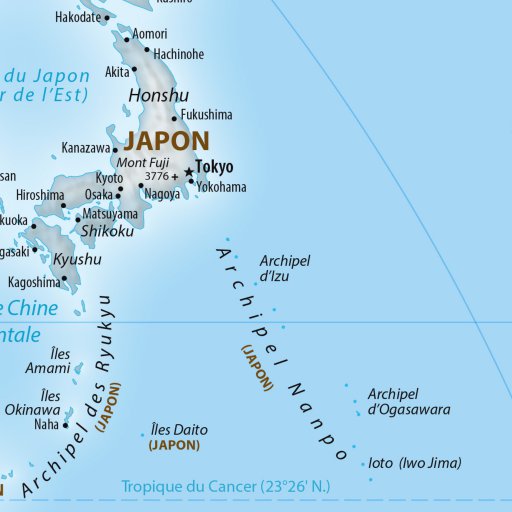 Hakodate
Aomori
Hachinohe
Akita
du Japon
r de l'Est)
Honshu
Fukushima
Kanazawa
JAPON
Mont Fuji
3776 +
Tokyo
Kyoto
Yokohama
san
Hiroshima
Osaka
Nagoya
Matsuyama
kuoka
Shikoku
gasaki
Kyushu
Kagoshima
Archipel
d'Izu
e Chine
ntale
Archipel Nanpo
(JAPON)
Îles
Amami
Îles
Okinawa
Naha
Archipel des Ryukyu
(JAPON)
Îles Daito
(JAPON)
Archipel
d'Ogasawara
Ioto (Iwo Jima)
Tropique du Cancer (23°26' N.)